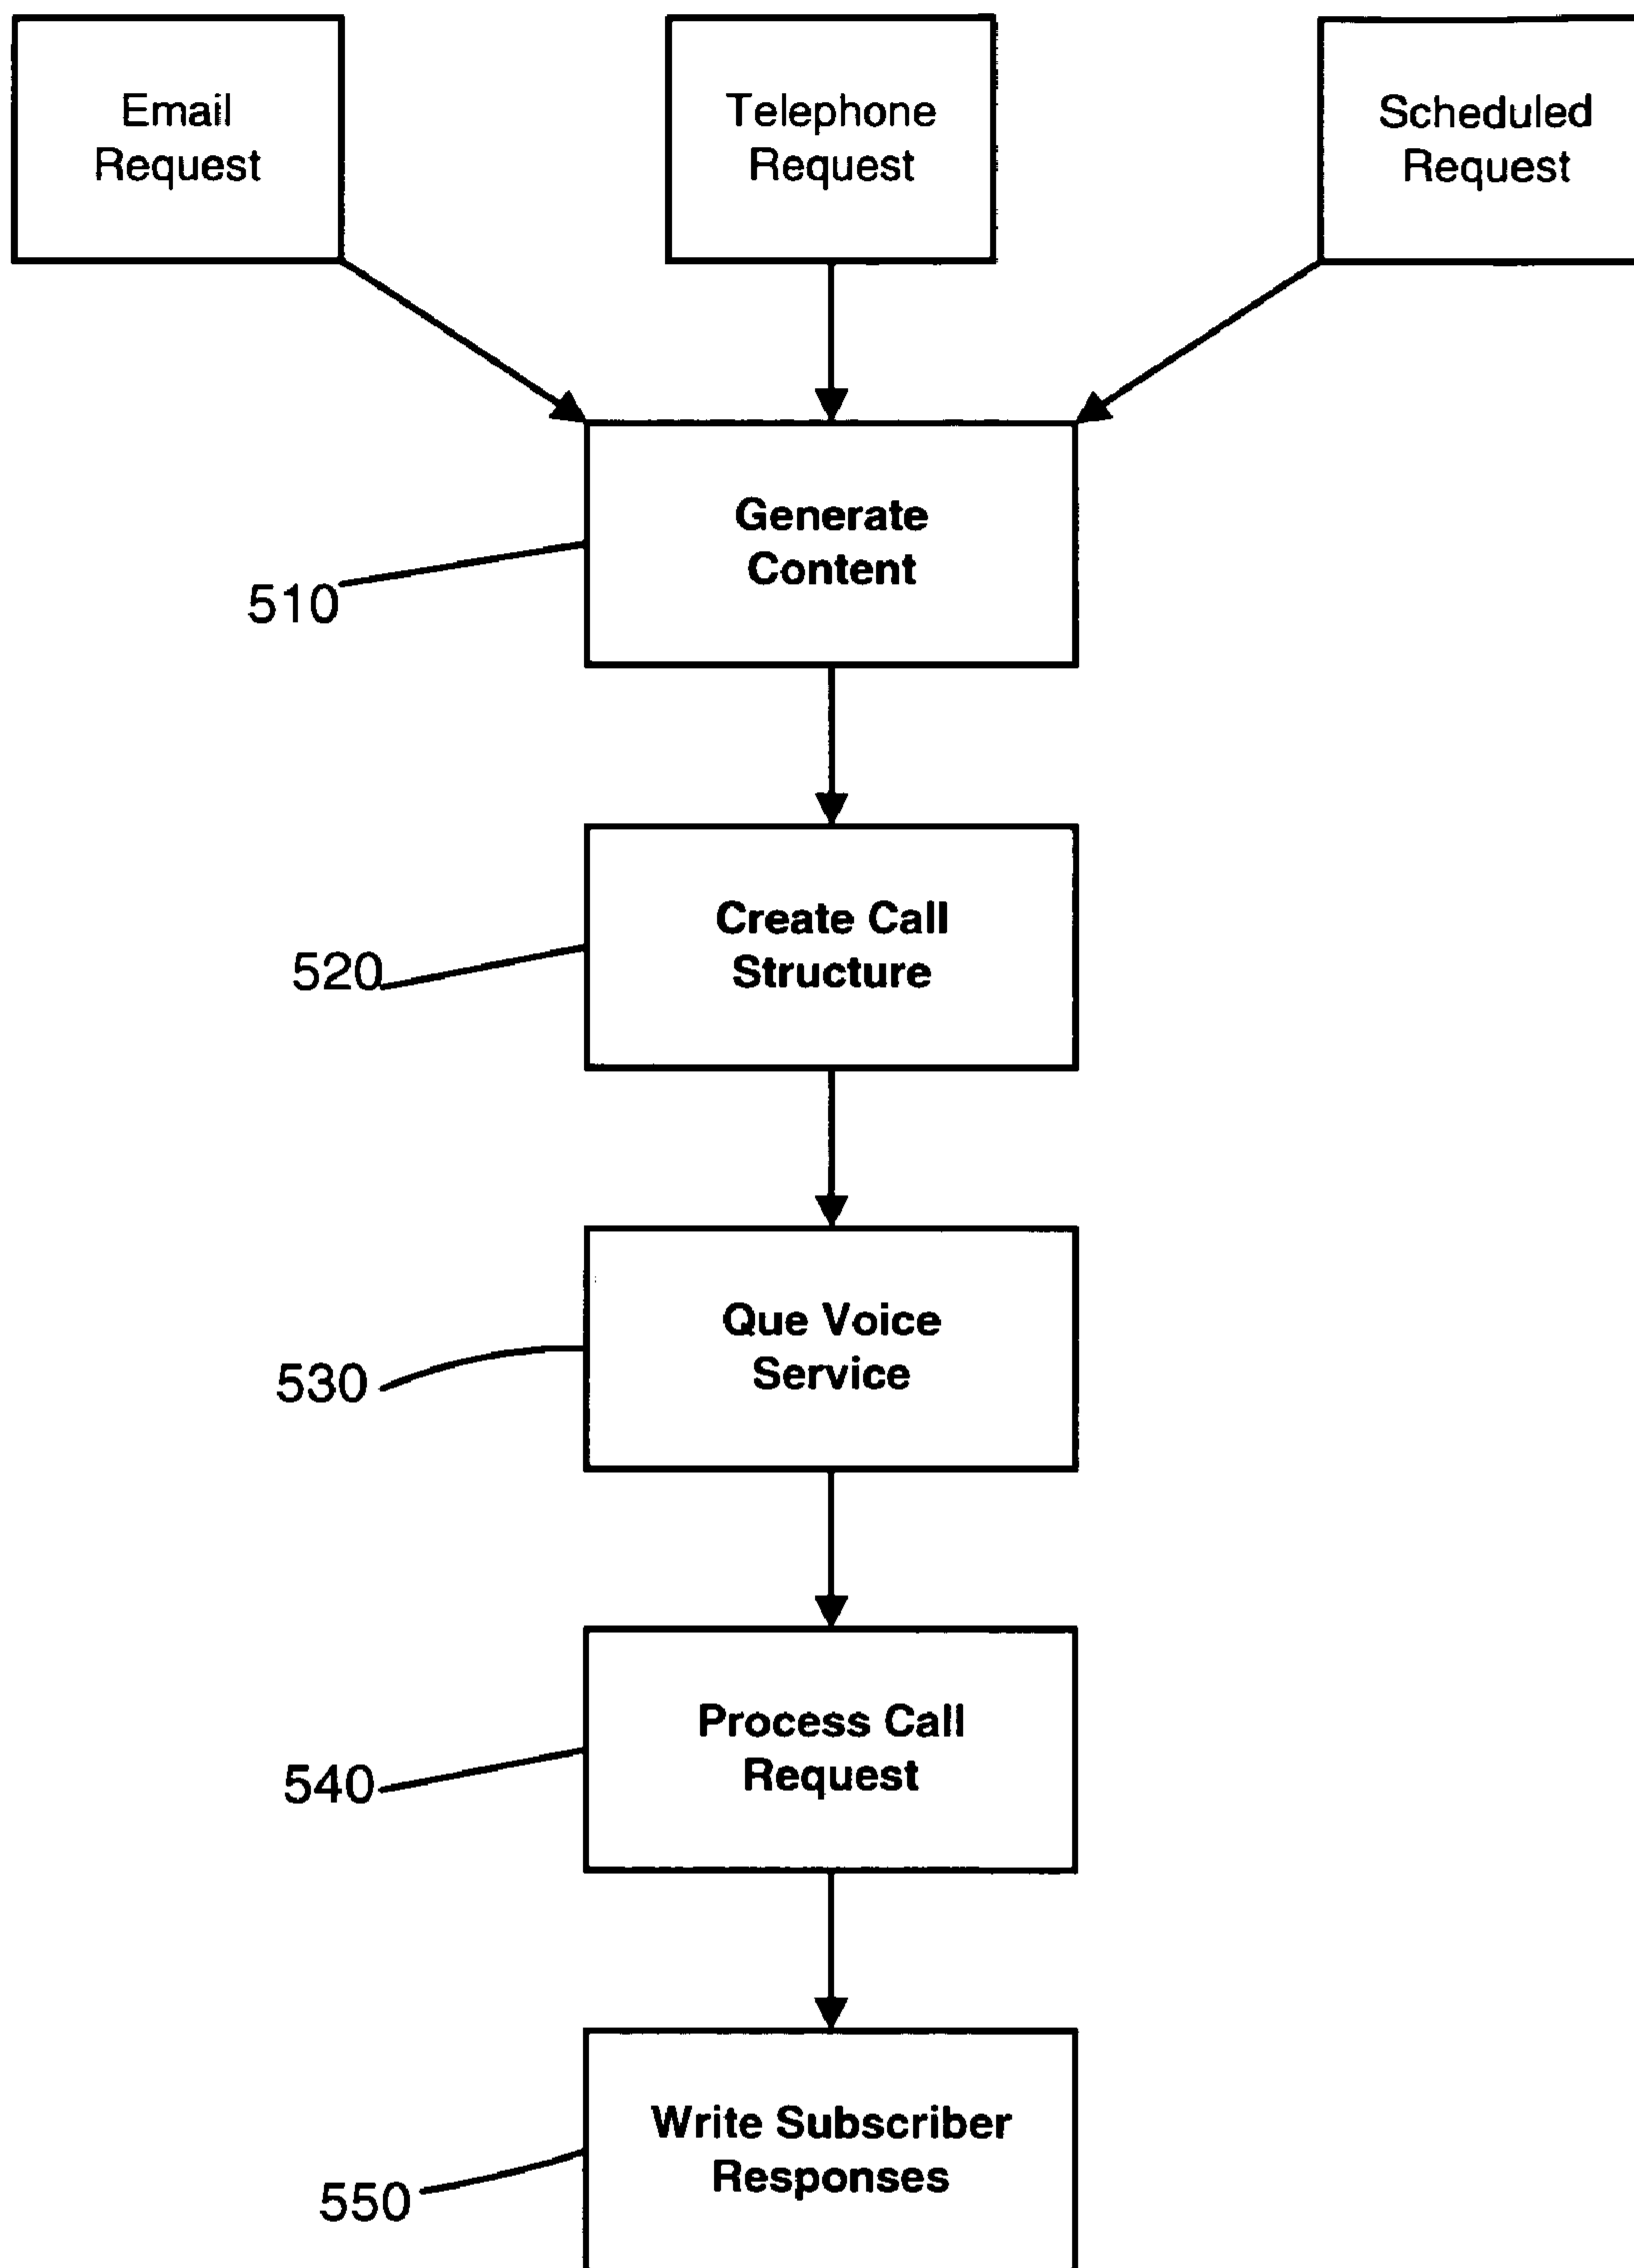 Email
Request
Telephone
Request
Scheduled
Request
Generate
Content
510
Create Call
Structure
520
Que Voice
Service
530
Process Call
Request
540
Write Subscriber
Responses
550